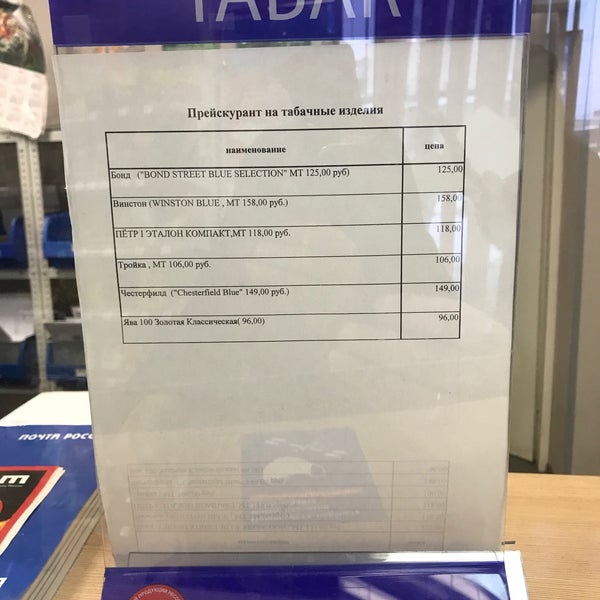 ТАБАК
Прейскурант на табачные изделия
наименование цена
Бонд ("BOND STREET BLUE SELECTION" МТ 125,00 руб) 125,00
Винстон (WINSTON BLUE , МТ 158,00 руб.) 158,00
ПЁТР I ЭТАЛОН КОМПАКТ,МТ 118,00 руб. 118,00
Тройка , МТ 106,00 руб. 106,00
Честерфилд ("Chesterfield Blue" 149,00 руб.) 149,00
Ява 100 Золотая Классическая( 96,00) 96,00
ПОЧТА РОСС